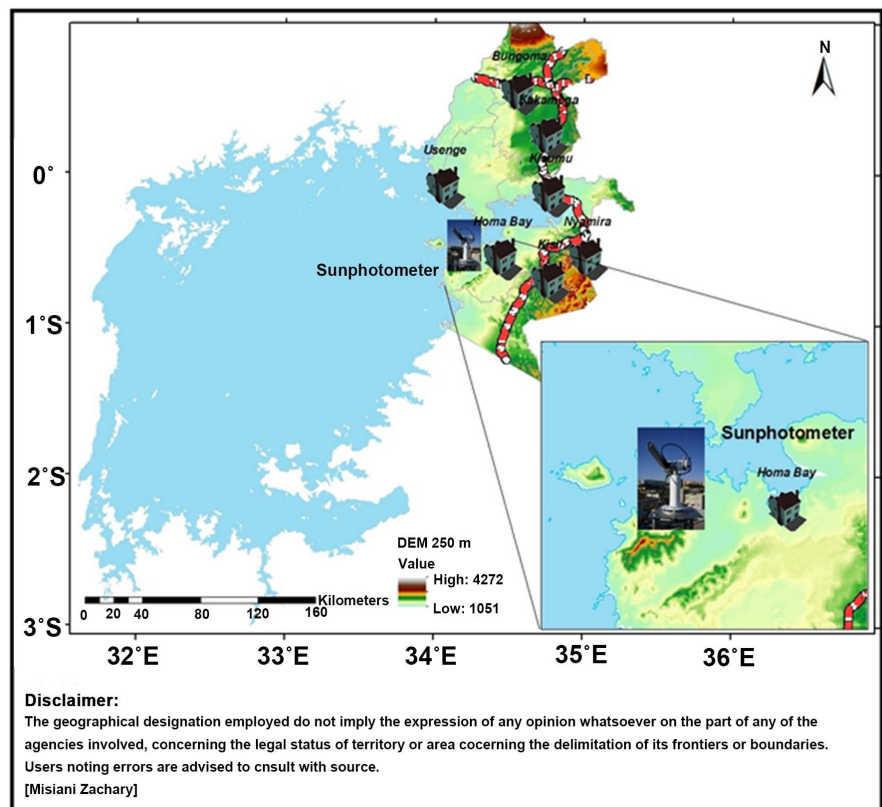 N
Bungoma
Kakamega
Usenge
Kisumu
0°
Homa Bay
Nyamira
Sunphotometer
1°S
Sunphotometer
Homa Bay
2°S
DEM 250 m
Value
High: 4272
Low: 1051
Kilometers
0 20 40 80 120 160
3°S
32°E 33°E 34°E 35°E 36°E
Disclaimer:
The geographical designation employed do not imply the expression of any opinion whatsoever on the part of any of the
agencies involved, concerning the legal status of territory or area cocerning the delimitation of its frontiers or boundaries.
Users noting errors are advised to cnsult with source.
[Misiani Zachary]